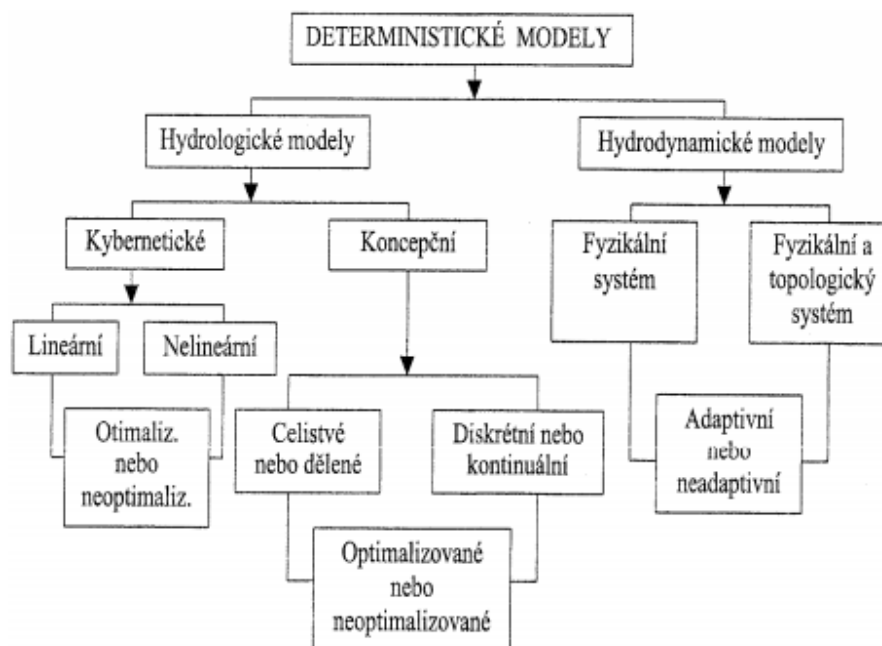 DETERMINISTICKÉ MODELY
Hydrologické modely
Hydrodynamické modely
Kybernetické
Koncepční
Fyzikální
systém
Fyzikální a
topologický
systém
Lineární
Nelineární
Otimaliz.
nebo
neoptimaliz.
Celistvé
nebo dělené
Diskrétní nebo
kontinuální
Adaptivní
nebo
neadaptivní
Optimalizované
nebo
neoptimalizované